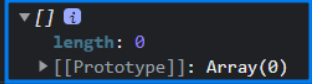 ▼[] i
length: 0
▶[[Prototype]]: Array(0)